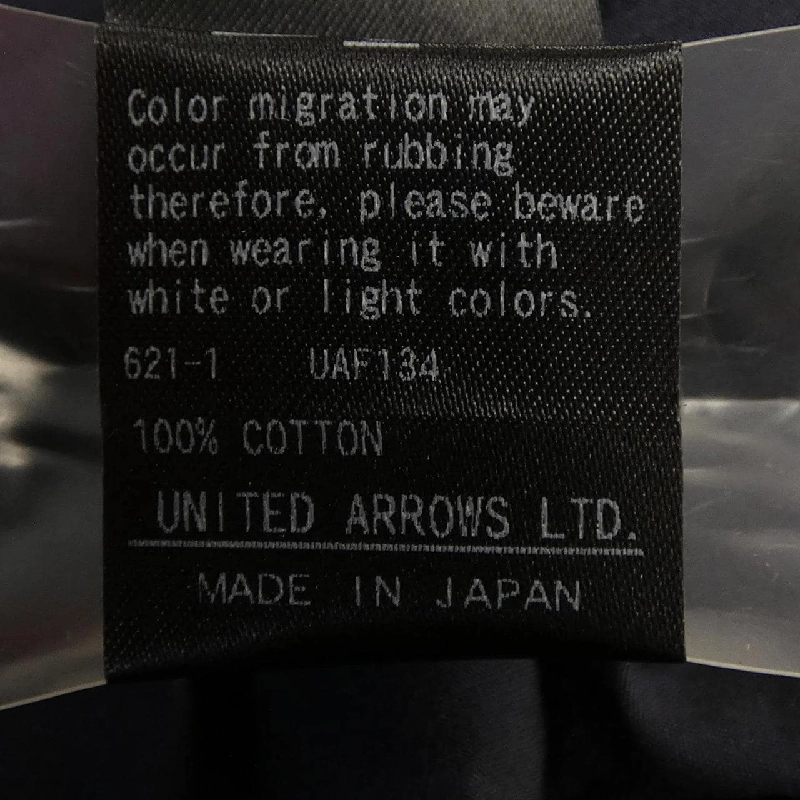 Color migration may
occur from rubbing
therefore, please beware
when wearing it with
white or light colors.
621-1 UAF134
100% COTTON
UNITED ARROWS LTD.
MADE IN JAPAN